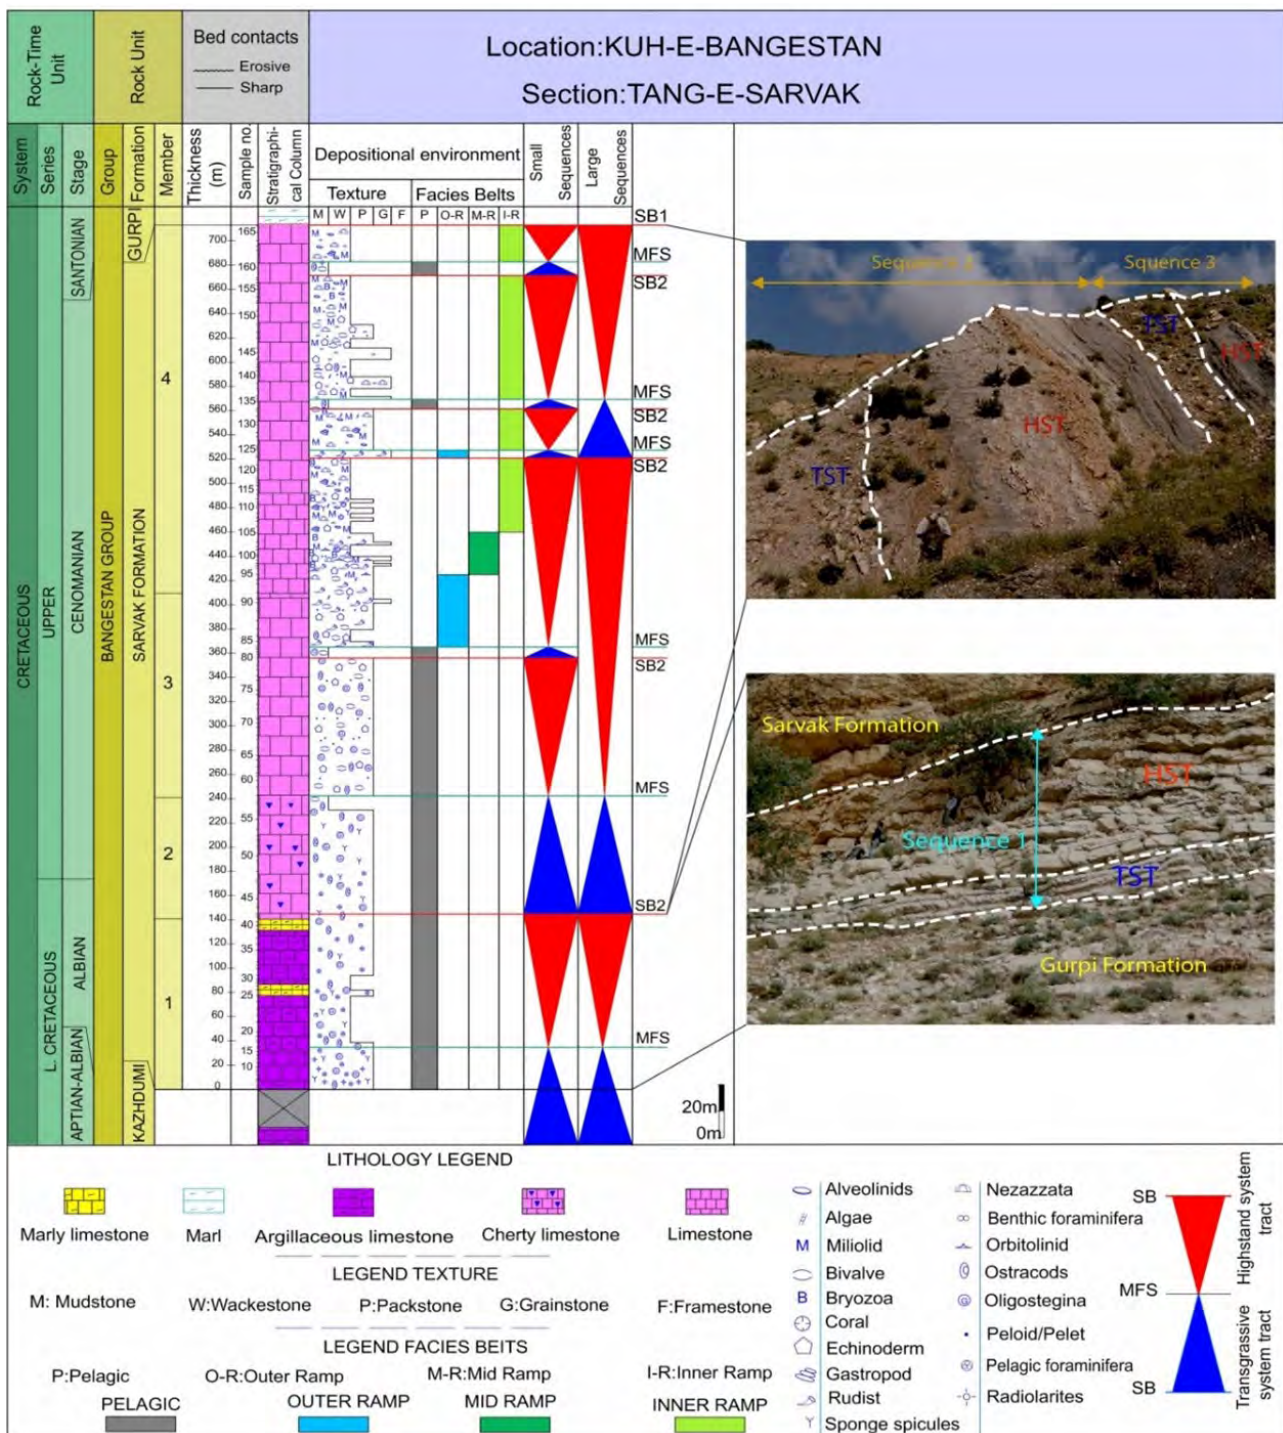 Rock-Time
Unit
Rock Unit
Bed contacts
Erosive
Sharp
Location:KUH-E-BANGESTAN
Section:TANG-E-SARVAK
System
Series
Stage
Group
Formation
Member
Thickness
(m)
Sample no.
Stratigraphi-
cal Column
Depositional environment
Texture
Facies Belts
M W P G F P O-R M-R I-R
Small
Sequences
Large
Sequences
CRETACEOUS
UPPER
L. CRETACEOUS
SANTONIAN
CENOMANIAN
ALBIAN
APTIAN-ALBIAN
BANGESTAN GROUP
GURPI
SARVAK FORMATION
KAZHDUMI
4
3
2
1
700
680
660
640
620
600
580
560
540
520
500
480
460
440
420
400
380
360
340
320
300
280
260
240
220
200
180
160
140
120
100
80
60
40
20
0
165
160
155
150
145
140
135
130
125
120
115
110
105
100
95
90
85
80
75
70
65
60
55
50
45
40
35
30
25
20
15
10
SB1
MFS
SB2
MFS
SB2
MFS
SB2
MFS
SB2
MFS
SB2
MFS
20m
0m
Sequence 2
Squence 3
TST
HST
HST
TST
Sarvak Formation
HST
Sequence 1
TST
Gurpi Formation
LITHOLOGY LEGEND
Marly limestone
Marl
Argillaceous limestone
Cherty limestone
Limestone
LEGEND TEXTURE
M: Mudstone
W:Wackestone
P:Packstone
G:Grainstone
F:Framestone
LEGEND FACIES BEITS
P:Pelagic
O-R:Outer Ramp
M-R:Mid Ramp
I-R:Inner Ramp
PELAGIC
OUTER RAMP
MID RAMP
INNER RAMP
Alveolinids
Algae
M Miliolid
Bivalve
B Bryozoa
Coral
Echinoderm
Gastropod
Rudist
Y Sponge spicules
Nezazzata
Benthic foraminifera
Orbitolinid
Ostracods
Oligostegina
Peloid/Pelet
Pelagic foraminifera
Radiolarites
SB
MFS
SB
Highstand system
tract
Transgrassive
system tract